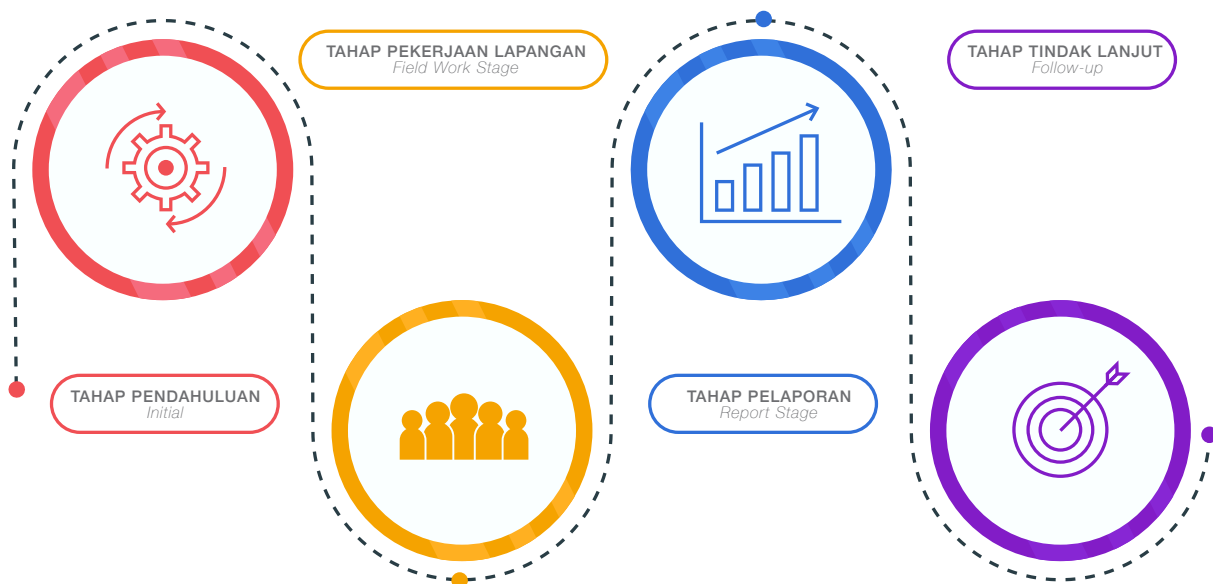 TAHAP PENDAHULUAN
Initial
TAHAP PEKERJAAN LAPANGAN
Field Work Stage
TAHAP PELAPORAN
Report Stage
TAHAP TINDAK LANJUT
Follow-up